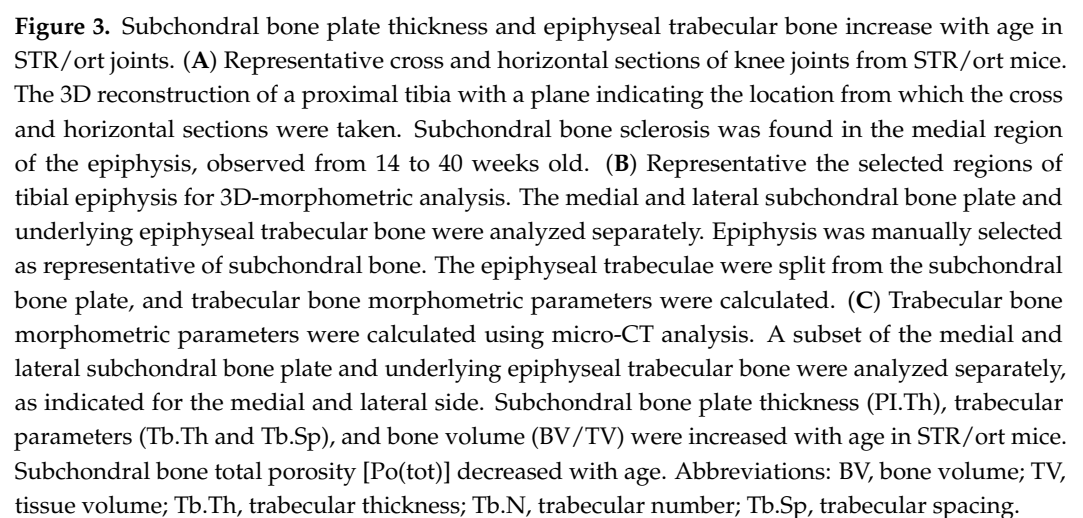 Figure 3. Subchondral bone plate thickness and epiphyseal trabecular bone increase with age in
STR/ort joints. (A) Representative cross and horizontal sections of knee joints from STR/ort mice.
The 3D reconstruction of a proximal tibia with a plane indicating the location from which the cross
and horizontal sections were taken. Subchondral bone sclerosis was found in the medial region
of the epiphysis, observed from 14 to 40 weeks old. (B) Representative the selected regions of
tibial epiphysis for 3D-morphometric analysis. The medial and lateral subchondral bone plate and
underlying epiphyseal trabecular bone were analyzed separately. Epiphysis was manually selected
as representative of subchondral bone. The epiphyseal trabeculae were split from the subchondral
bone plate, and trabecular bone morphometric parameters were calculated. (C) Trabecular bone
morphometric parameters were calculated using micro-CT analysis. A subset of the medial and
lateral subchondral bone plate and underlying epiphyseal trabecular bone were analyzed separately,
as indicated for the medial and lateral side. Subchondral bone plate thickness (PI.Th), trabecular
parameters (Tb.Th and Tb.Sp), and bone volume (BV/TV) were increased with age in STR/ort mice.
Subchondral bone total porosity [Po(tot)] decreased with age. Abbreviations: BV, bone volume; TV,
tissue volume; Tb.Th, trabecular thickness; Tb.N, trabecular number; Tb.Sp, trabecular spacing.